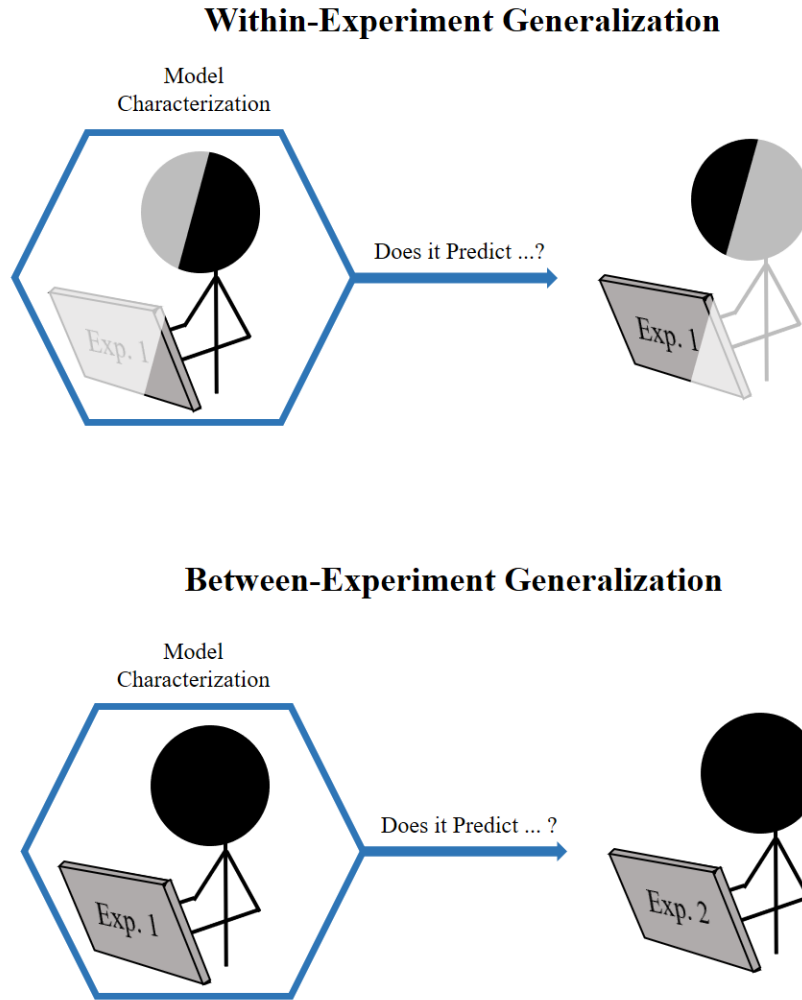 Within-Experiment Generalization
Model
Characterization
Does it Predict ...?
Exp. 1
Exp. 1
Between-Experiment Generalization
Model
Characterization
Does it Predict ... ?
Exp. 1
Exp. 2